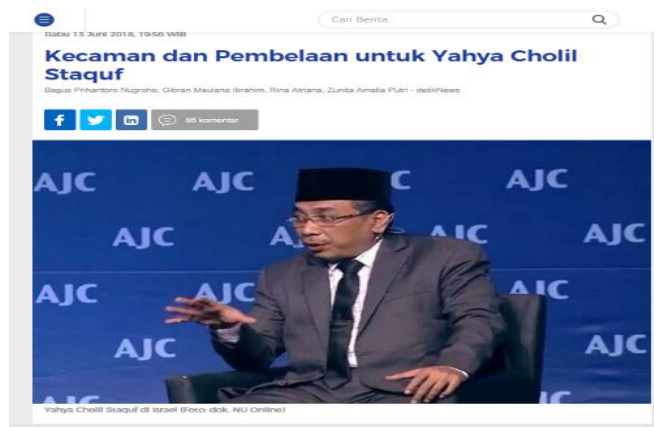 Cari Berita
Rabu 13 Juni 2018, 19:56 WIB
Kecaman dan Pembelaan untuk Yahya Cholil
Staquf
Bagus Prihantoro Nugroho, Gibran Maulana Ibrahim, Rina Atriana, Zunita Amalia Putri - detikNews
f in 96 komentar
AJC AJC C AJC
AJC A AJC AJC
AJC AJC AJC
AJC AJC
Yahya Cholil Staquf di Israel (Foto: dok. NU Online)